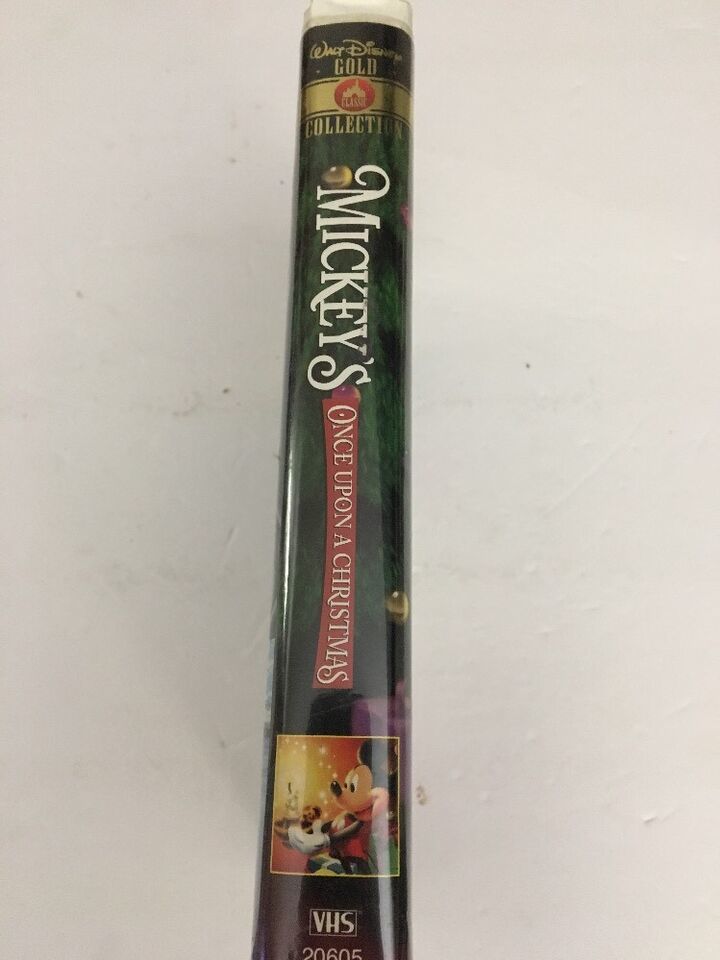 Walt Disney
GOLD
CLASSIC
COLLECTION
MICKEY'S
ONCE UPON A CHRISTMAS
VHS
20605